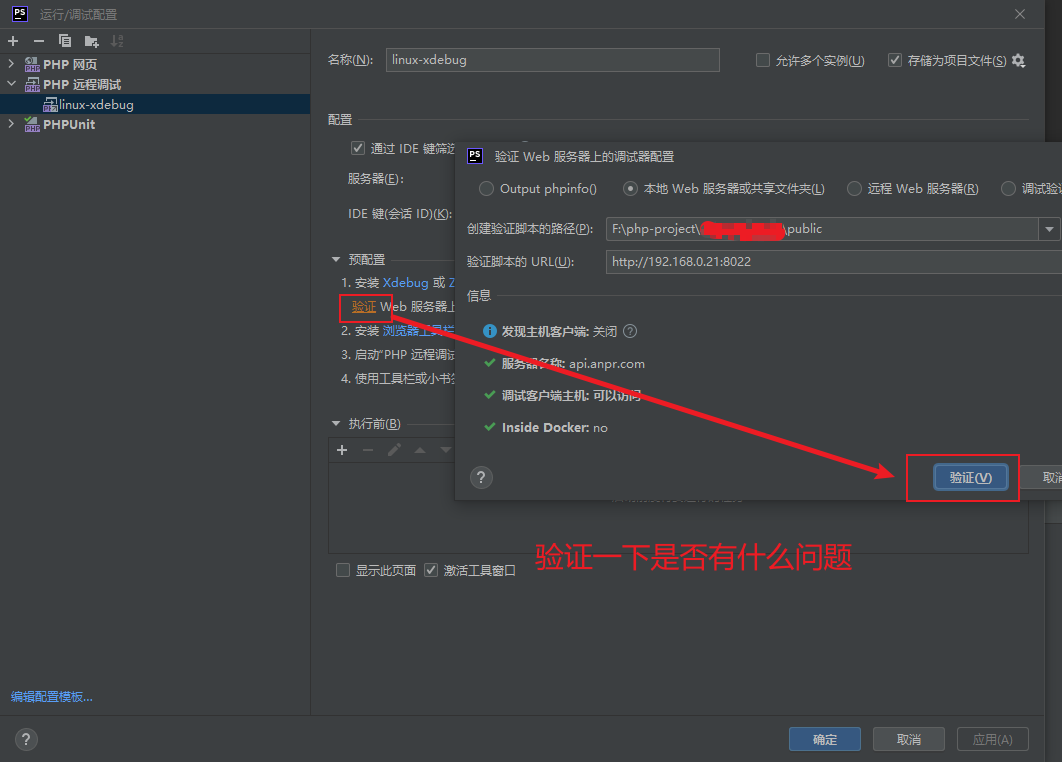 PS 运行/调试配置
PHP 网页
PHP 远程调试
linux-xdebug
PHPUnit
名称(N): linux-xdebug 允许多个实例(U) 存储为项目文件(S)
配置
通过 IDE 键筛选
服务器(E):
IDE 键(会话 ID)(K):
PS 验证 Web 服务器上的调试器配置
Output phpinfo() 本地 Web 服务器或共享文件夹(L) 远程 Web 服务器(R) 调试验
创建验证脚本的路径(P): F:\php-project\ \public
验证脚本的 URL(U): http://192.168.0.21:8022
信息
发现主机客户端: 关闭
服务器名称: api.anpr.com
调试客户端主机: 可以访问
Inside Docker: no
验证(V) 取消
预配置
1. 安装 Xdebug 或 Z
验证 Web 服务器上
2. 安装 浏览器工具栏
3. 启动"PHP 远程调试
4. 使用工具栏或小书签
执行前(B)
验证一下是否有什么问题
显示此页面 激活工具窗口
编辑配置模板...
确定 取消 应用(A)